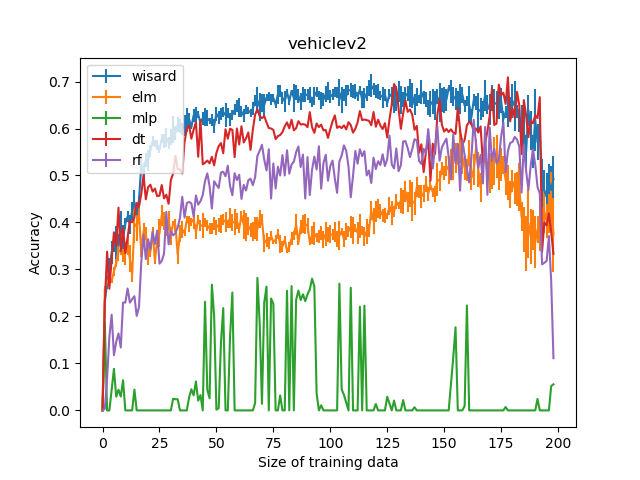 vehiclev2
wisard
elm
mlp
dt
rf
Accuracy
0.7
0.6
0.5
0.4
0.3
0.2
0.1
0.0
0 25 50 75 100 125 150 175 200
Size of training data